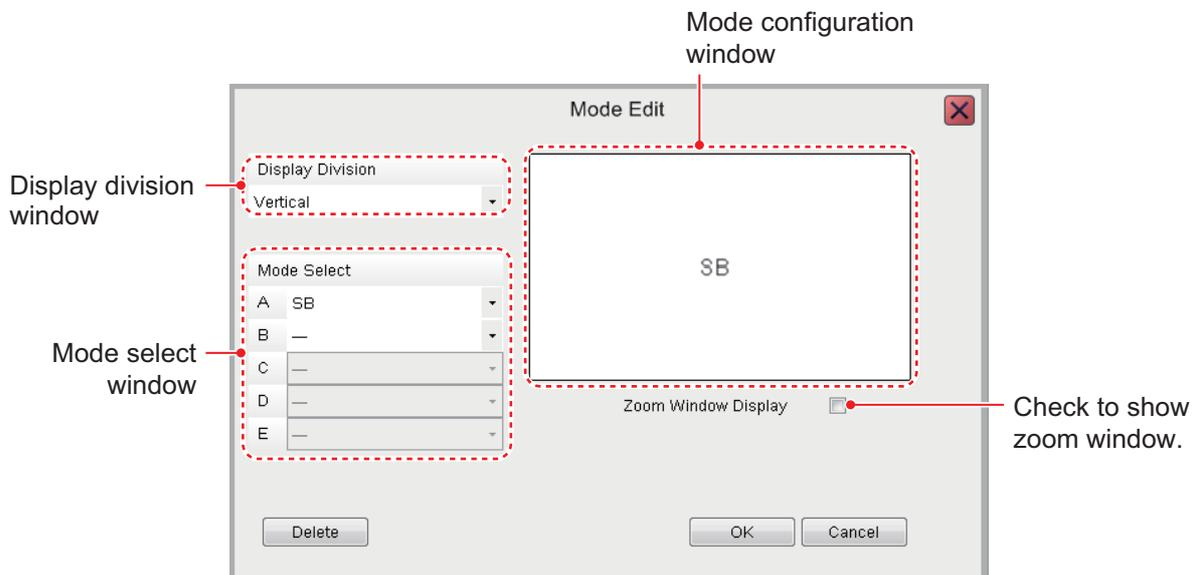 Mode configuration
window
Mode Edit
Display division
window
Display Division
Vertical
Mode Select
A SB
B —
C —
D —
E —
Mode select
window
SB
Zoom Window Display
Check to show
zoom window.
Delete
OK
Cancel